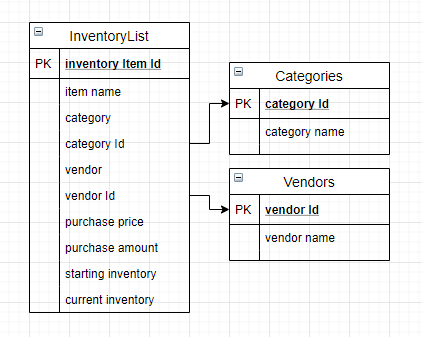 InventoryList
PK inventory Item Id
item name
category
category Id
vendor
vendor Id
purchase price
purchase amount
starting inventory
current inventory
Categories
PK category Id
category name
Vendors
PK vendor Id
vendor name